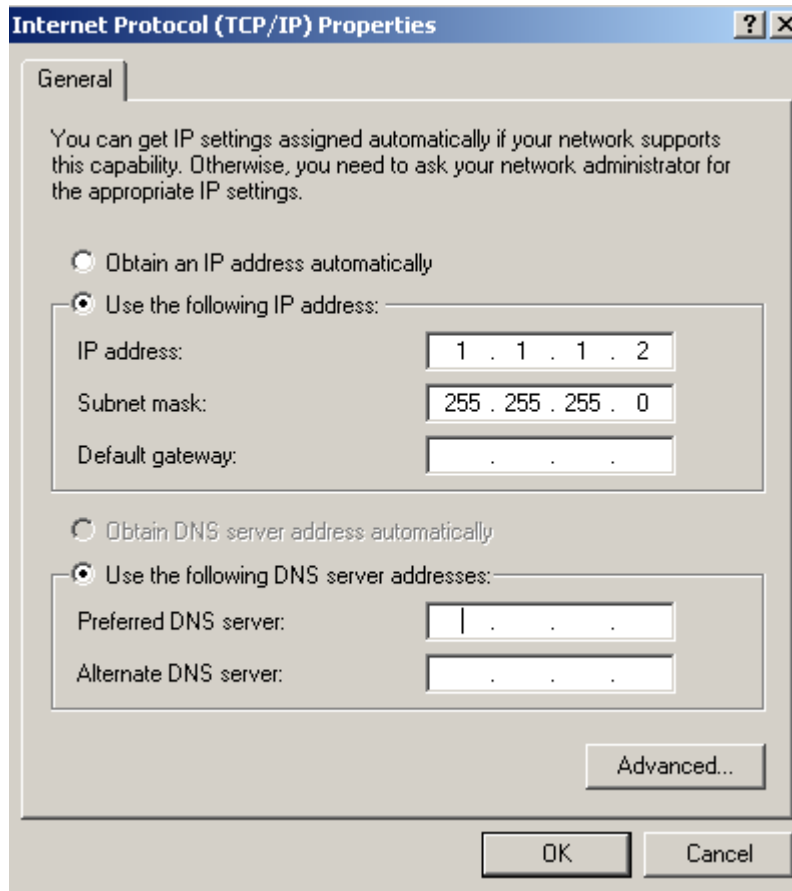 Internet Protocol (TCP/IP) Properties
General
You can get IP settings assigned automatically if your network supports
this capability. Otherwise, you need to ask your network administrator for
the appropriate IP settings.
Obtain an IP address automatically
Use the following IP address:
IP address: 1 . 1 . 1 . 2
Subnet mask: 255 . 255 . 255 . 0
Default gateway: . . .
Obtain DNS server address automatically
Use the following DNS server addresses:
Preferred DNS server: . . .
Alternate DNS server: . . .
Advanced...
OK Cancel